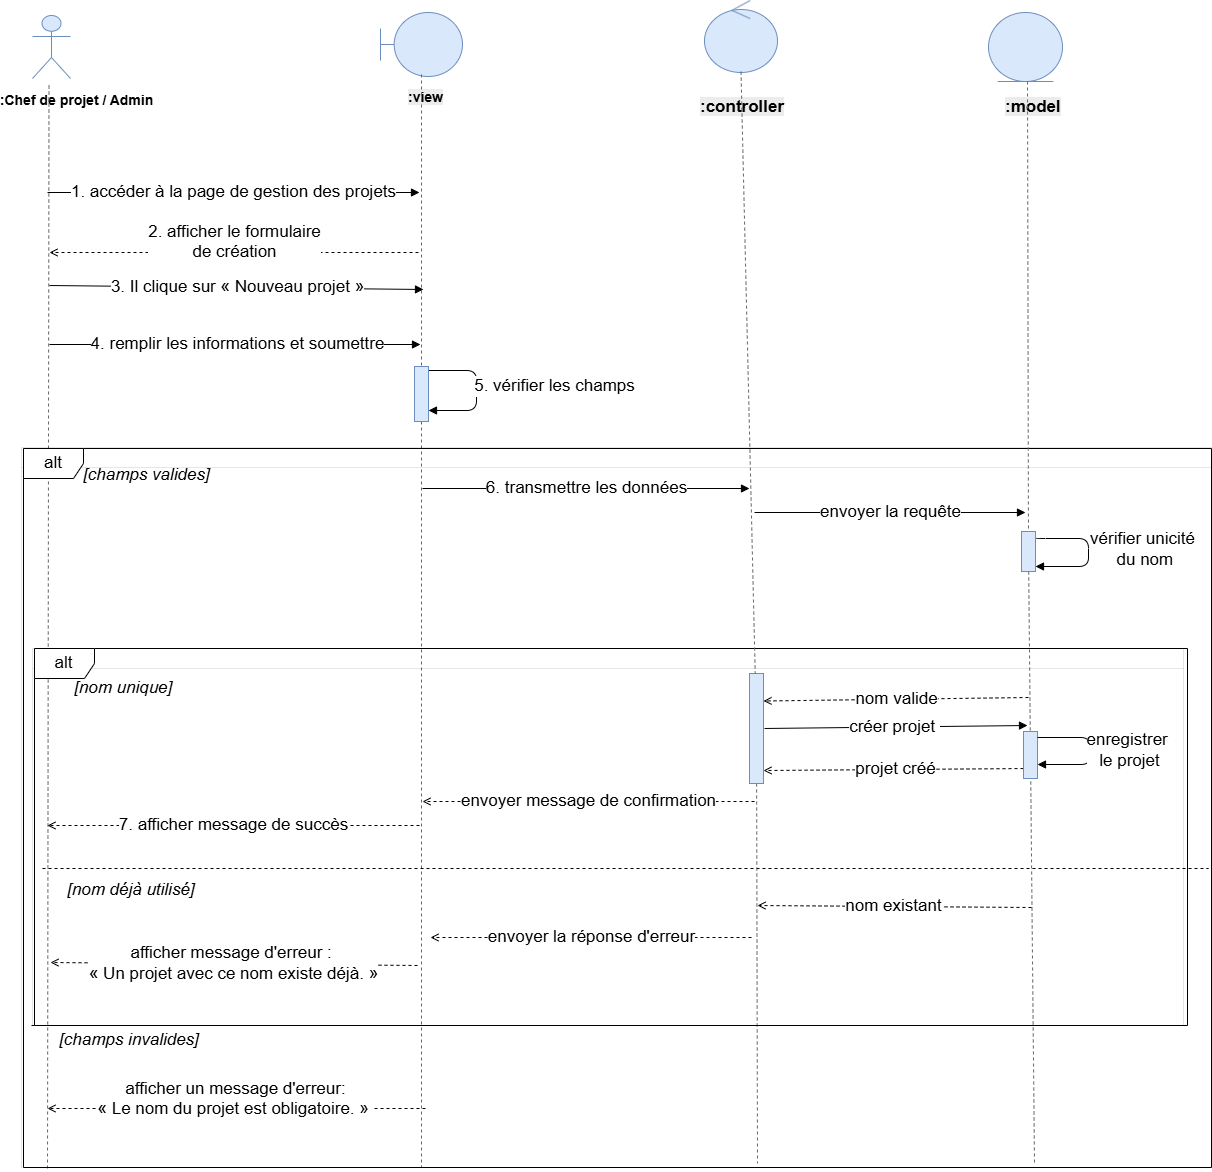 :Chef de projet / Admin
:view
:controller
:model
1. accéder à la page de gestion des projets
2. afficher le formulaire
de création
3. Il clique sur « Nouveau projet »
4. remplir les informations et soumettre
5. vérifier les champs
alt
[champs valides]
6. transmettre les données
envoyer la requête
vérifier unicité
du nom
alt
[nom unique]
nom valide
créer projet
enregistrer
le projet
projet créé
envoyer message de confirmation
7. afficher message de succès
[nom déjà utilisé]
nom existant
envoyer la réponse d'erreur
afficher message d'erreur :
« Un projet avec ce nom existe déjà. »
[champs invalides]
afficher un message d'erreur:
« Le nom du projet est obligatoire. »